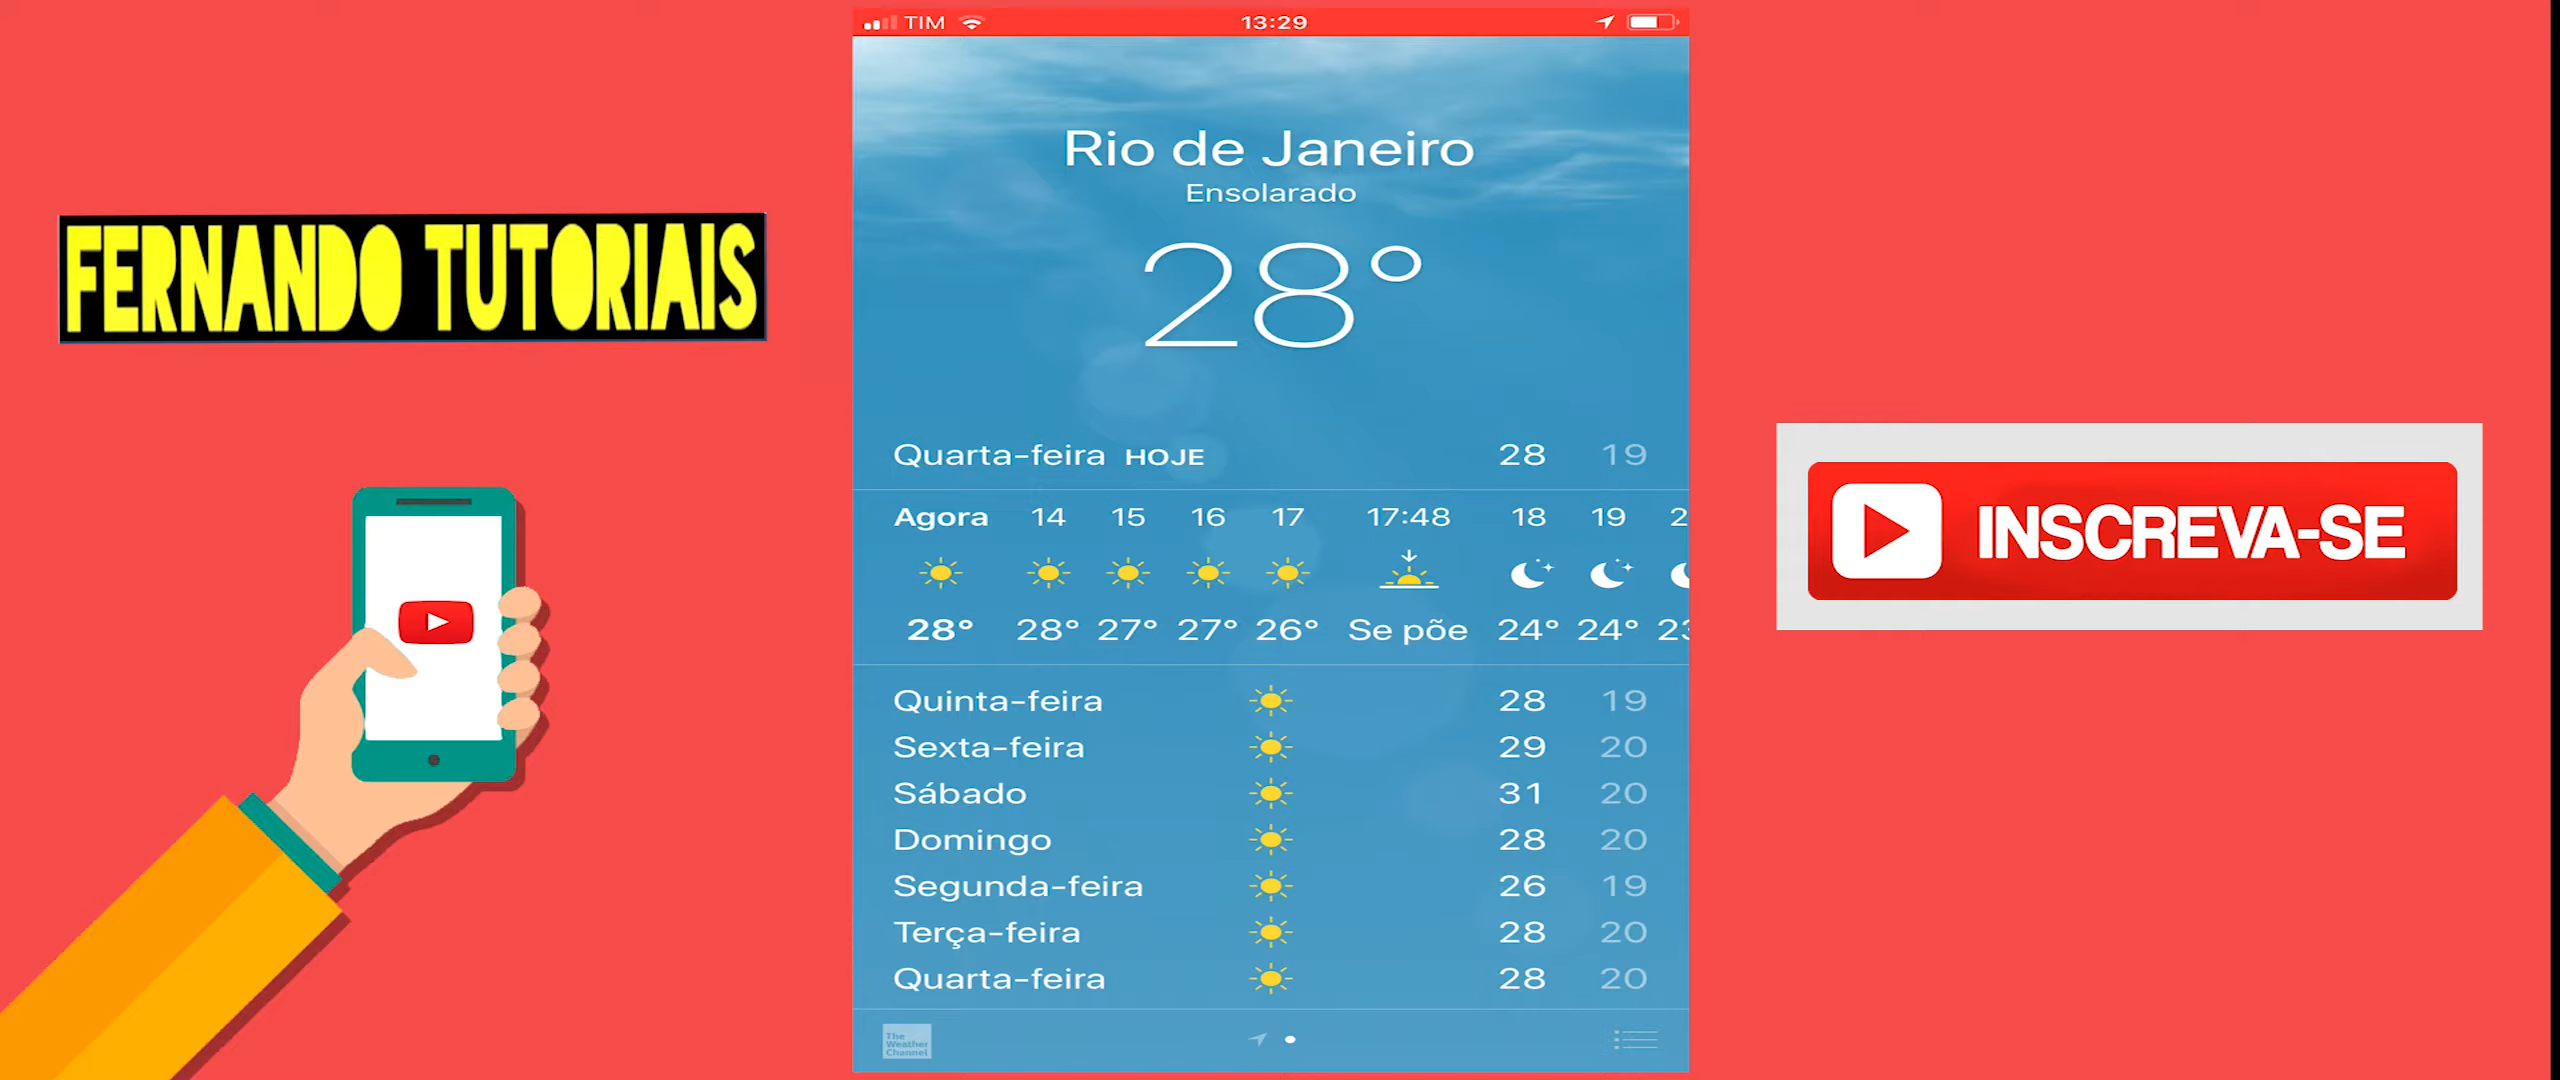 TIM 13:29
FERNANDO TUTORIAIS
Rio de Janeiro
Ensolarado
28°
Quarta-feira HOJE 28 19
Agora 14 15 16 17 17:48 18 19
28° 28° 27° 27° 26° Se põe 24° 24°
Quinta-feira 28 19
Sexta-feira 29 20
Sábado 31 20
Domingo 28 20
Segunda-feira 26 19
Terça-feira 28 20
Quarta-feira 28 20
The
Weather
Channel
INSCREVA-SE